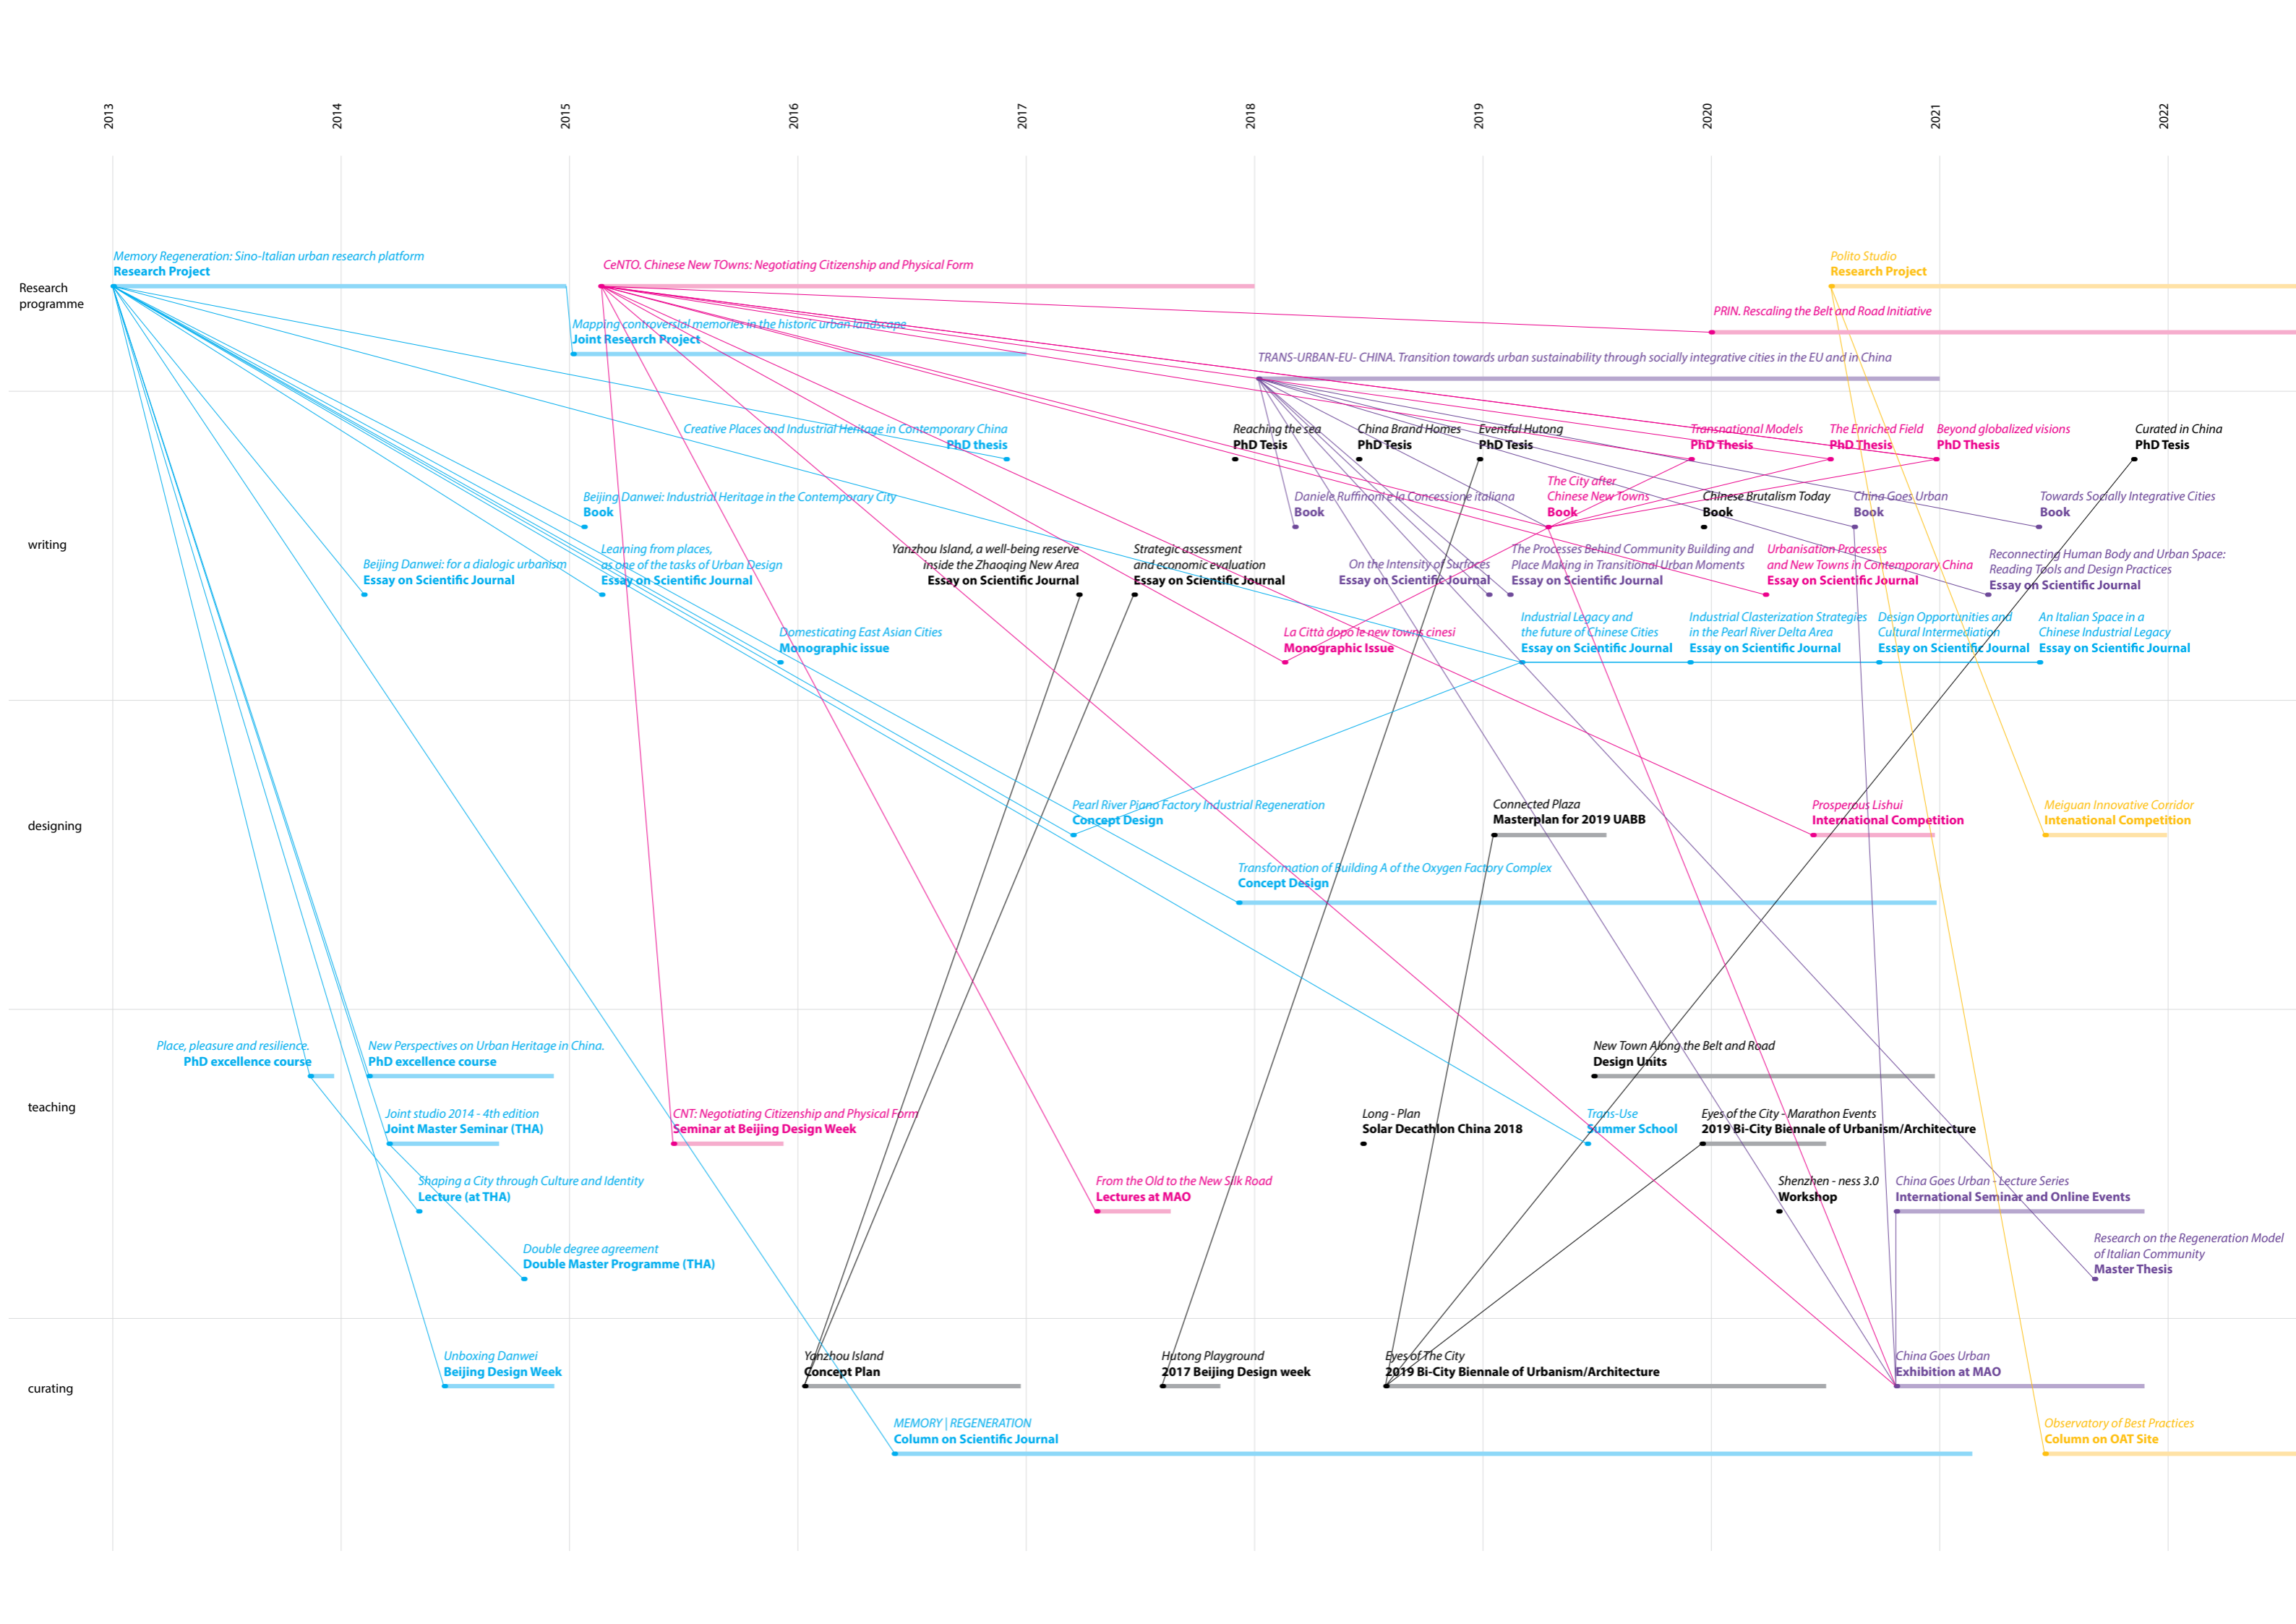 2013
2014
2015
2016
2017
2018
2019
2020
2021
2022
Research
programme
Memory Regeneration: Sino-Italian urban research platform
Research Project
CeNTO. Chinese New TOwns: Negotiating Citizenship and Physical Form
Polito Studio
Research Project
PRIN. Rescaling the Belt and Road Initiative
Mapping controversial memories in the historic urban landscape
Joint Research Project
TRANS-URBAN-EU- CHINA. Transition towards urban sustainability through socially integrative cities in the EU and in China
writing
Creative Places and Industrial Heritage in Contemporary China
PhD thesis
Reaching the sea
PhD Tesis
China Brand Homes
PhD Tesis
Eventful Hutong
PhD Tesis
Transnational Models
PhD Thesis
The Enriched Field
PhD Thesis
Beyond globalized visions
PhD Thesis
Curated in China
PhD Tesis
Beijing Danwei: Industrial Heritage in the Contemporary City
Book
Daniele Ruffinoni e la Concessione italiana
Book
The City after
Chinese New Towns
Book
Chinese Brutalism Today
Book
China Goes Urban
Book
Towards Socially Integrative Cities
Book
Beijing Danwei: for a dialogic urbanism
Essay on Scientific Journal
Learning from places,
as one of the tasks of Urban Design
Essay on Scientific Journal
Yanzhou Island, a well-being reserve
inside the Zhaoqing New Area
Essay on Scientific Journal
Strategic assessment
and economic evaluation
Essay on Scientific Journal
On the Intensity of Surfaces
Essay on Scientific Journal
The Processes Behind Community Building and
Place Making in Transitional Urban Moments
Essay on Scientific Journal
Urbanisation Processes
and New Towns in Contemporary China
Essay on Scientific Journal
Reconnecting Human Body and Urban Space:
Reading Tools and Design Practices
Essay on Scientific Journal
Domesticating East Asian Cities
Monographic issue
La Città dopo le new towns cinesi
Monographic Issue
Industrial Legacy and
the future of Chinese Cities
Essay on Scientific Journal
Industrial Clasterization Strategies
in the Pearl River Delta Area
Essay on Scientific Journal
Design Opportunities and
Cultural Intermediation
Essay on Scientific Journal
An Italian Space in a
Chinese Industrial Legacy
Essay on Scientific Journal
designing
Pearl River Piano Factory Industrial Regeneration
Concept Design
Connected Plaza
Masterplan for 2019 UABB
Prosperous Lishui
International Competition
Meiguan Innovative Corridor
Intenational Competition
Transformation of Building A of the Oxygen Factory Complex
Concept Design
teaching
Place, pleasure and resilience.
PhD excellence course
New Perspectives on Urban Heritage in China.
PhD excellence course
New Town Along the Belt and Road
Design Units
Joint studio 2014 - 4th edition
Joint Master Seminar (THA)
CNT: Negotiating Citizenship and Physical Form
Seminar at Beijing Design Week
Long - Plan
Solar Decathlon China 2018
Trans-Use
Summer School
Eyes of the City - Marathon Events
2019 Bi-City Biennale of Urbanism/Architecture
Shaping a City through Culture and Identity
Lecture (at THA)
From the Old to the New Silk Road
Lectures at MAO
Shenzhen - ness 3.0
Workshop
China Goes Urban - Lecture Series
International Seminar and Online Events
Double degree agreement
Double Master Programme (THA)
Research on the Regeneration Model
of Italian Community
Master Thesis
curating
Unboxing Danwei
Beijing Design Week
Yanzhou Island
Concept Plan
Hutong Playground
2017 Beijing Design week
Eyes of The City
2019 Bi-City Biennale of Urbanism/Architecture
China Goes Urban
Exhibition at MAO
MEMORY | REGENERATION
Column on Scientific Journal
Observatory of Best Practices
Column on OAT Site